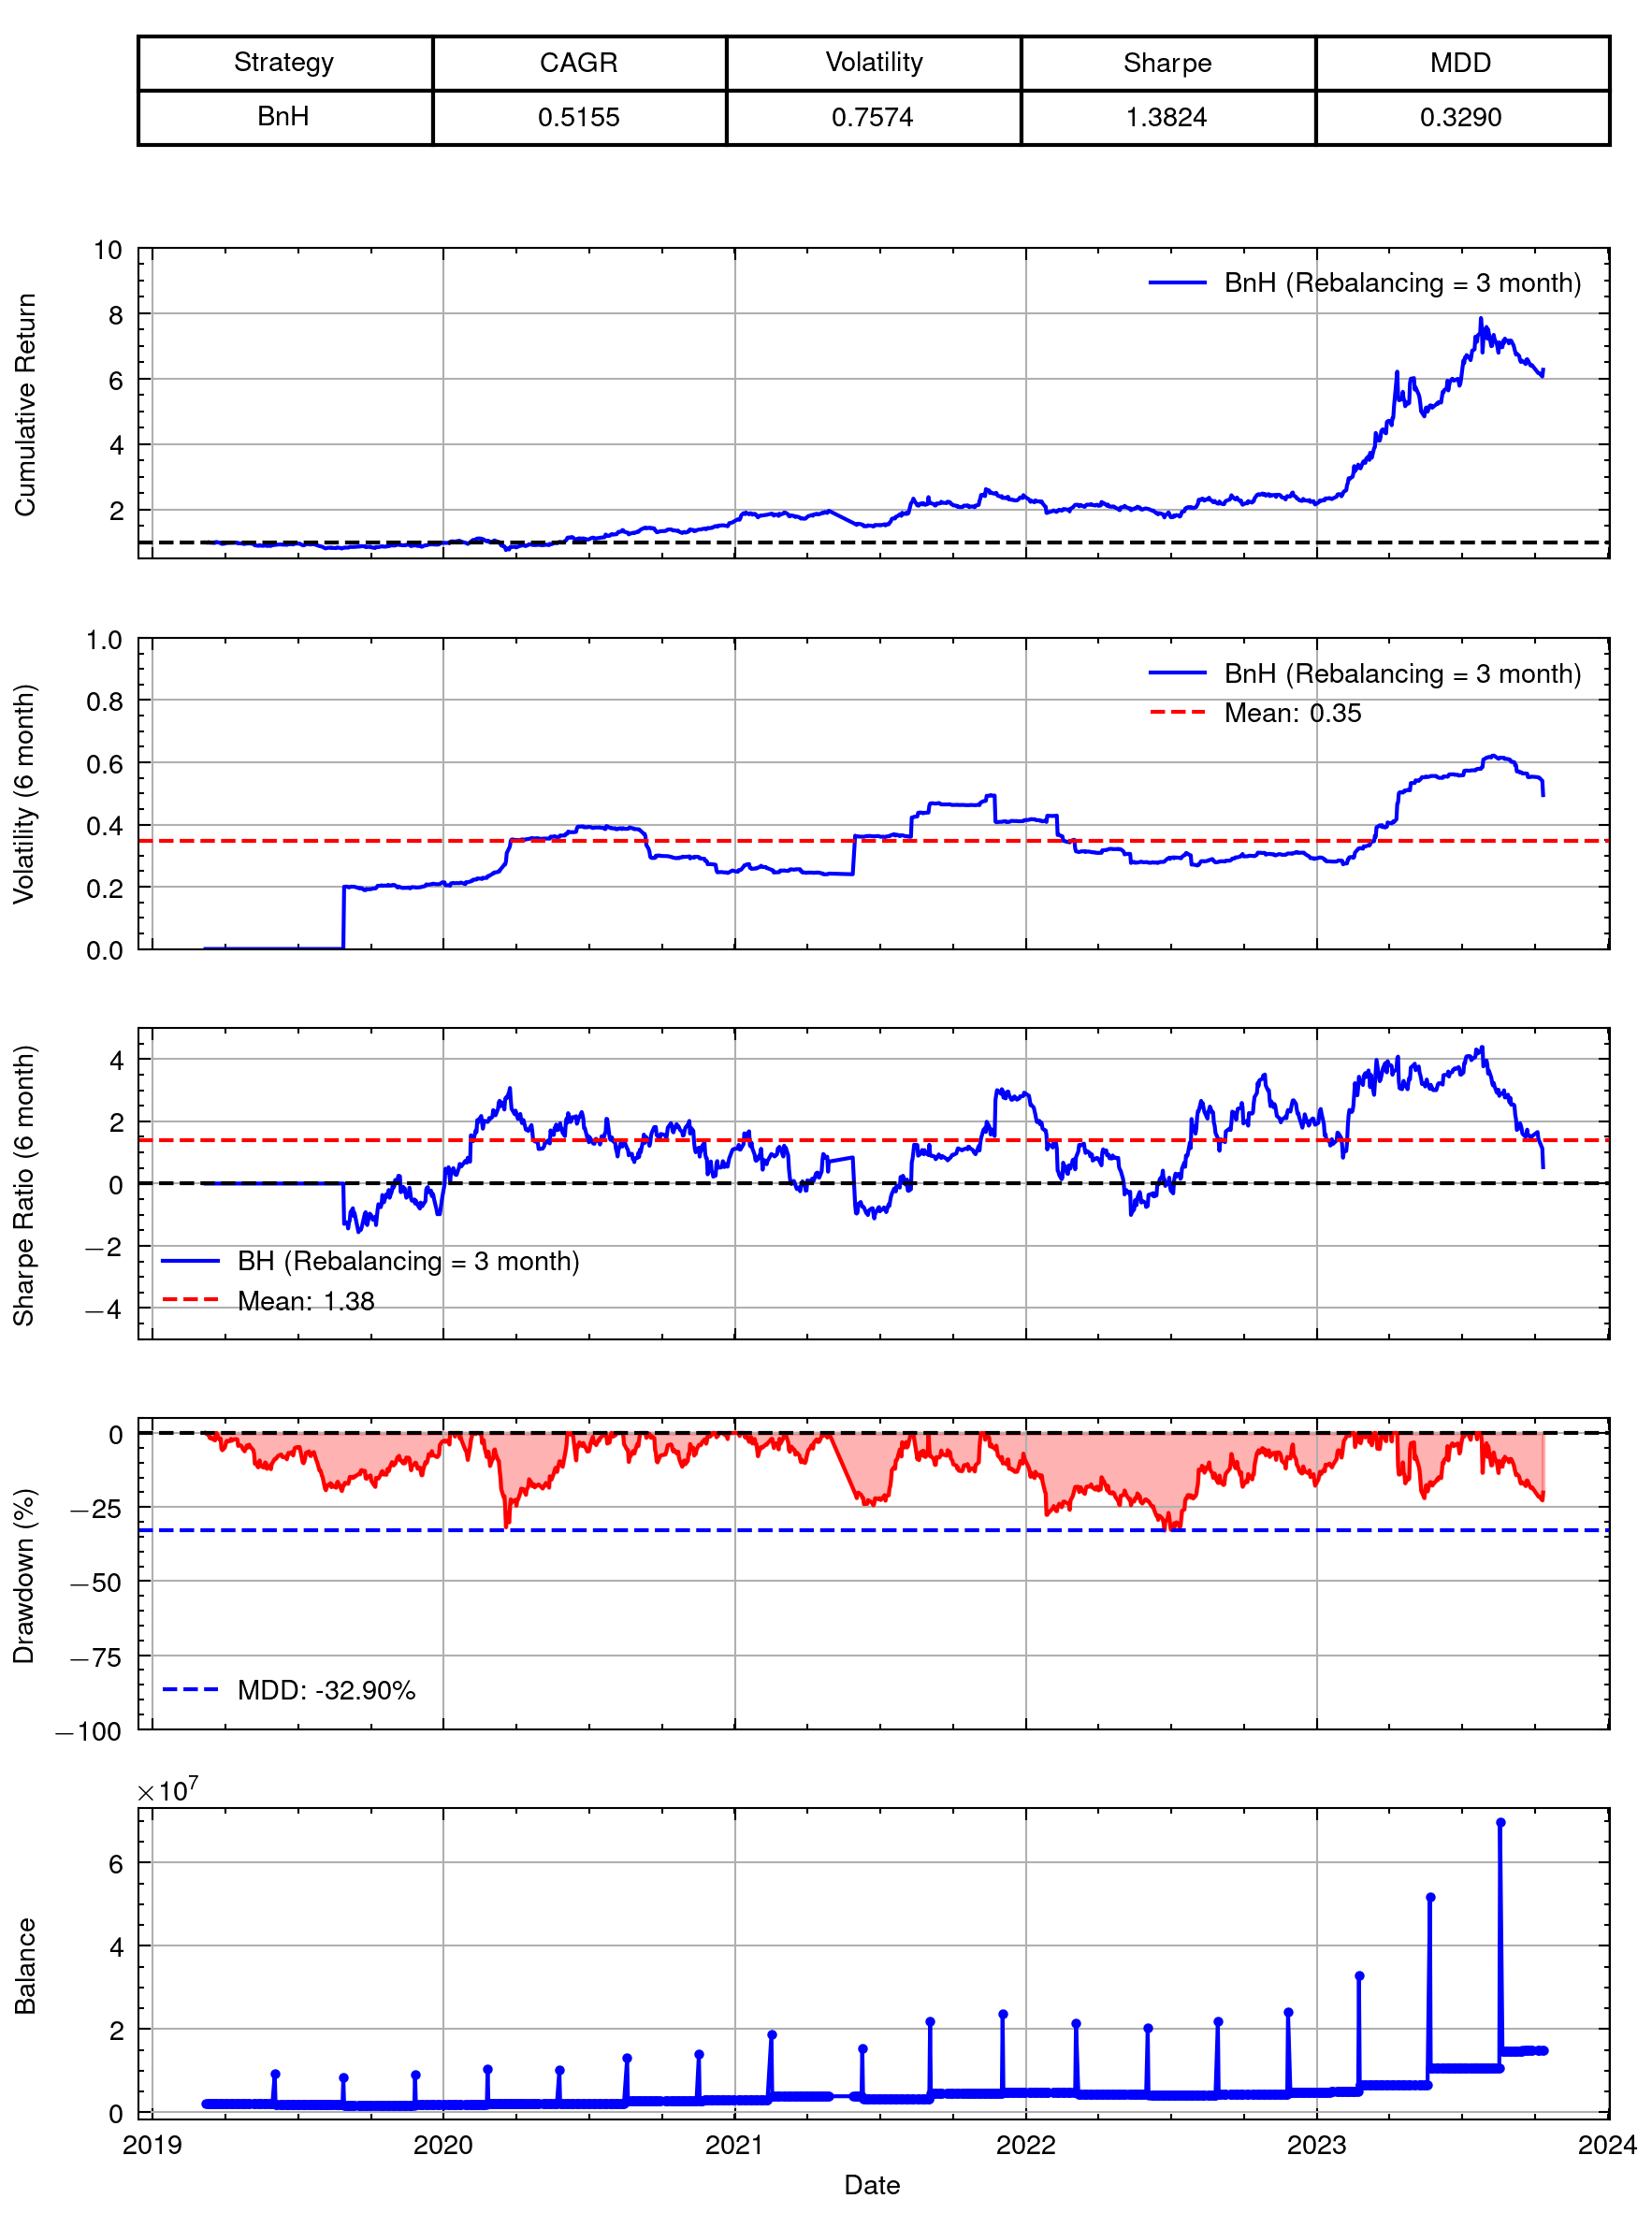 Strategy CAGR Volatility Sharpe MDD
BnH 0.5155 0.7574 1.3824 0.3290
10
8
6
4
2
Cumulative Return
BnH (Rebalancing = 3 month)
1.0
0.8
0.6
0.4
0.2
0.0
Volatility (6 month)
BnH (Rebalancing = 3 month)
Mean: 0.35
4
2
0
−2
−4
Sharpe Ratio (6 month)
BH (Rebalancing = 3 month)
Mean: 1.38
0
−25
−50
−75
−100
Drawdown (%)
MDD: -32.90%
×10⁷
6
4
2
0
Balance
2019 2020 2021 2022 2023 2024
Date